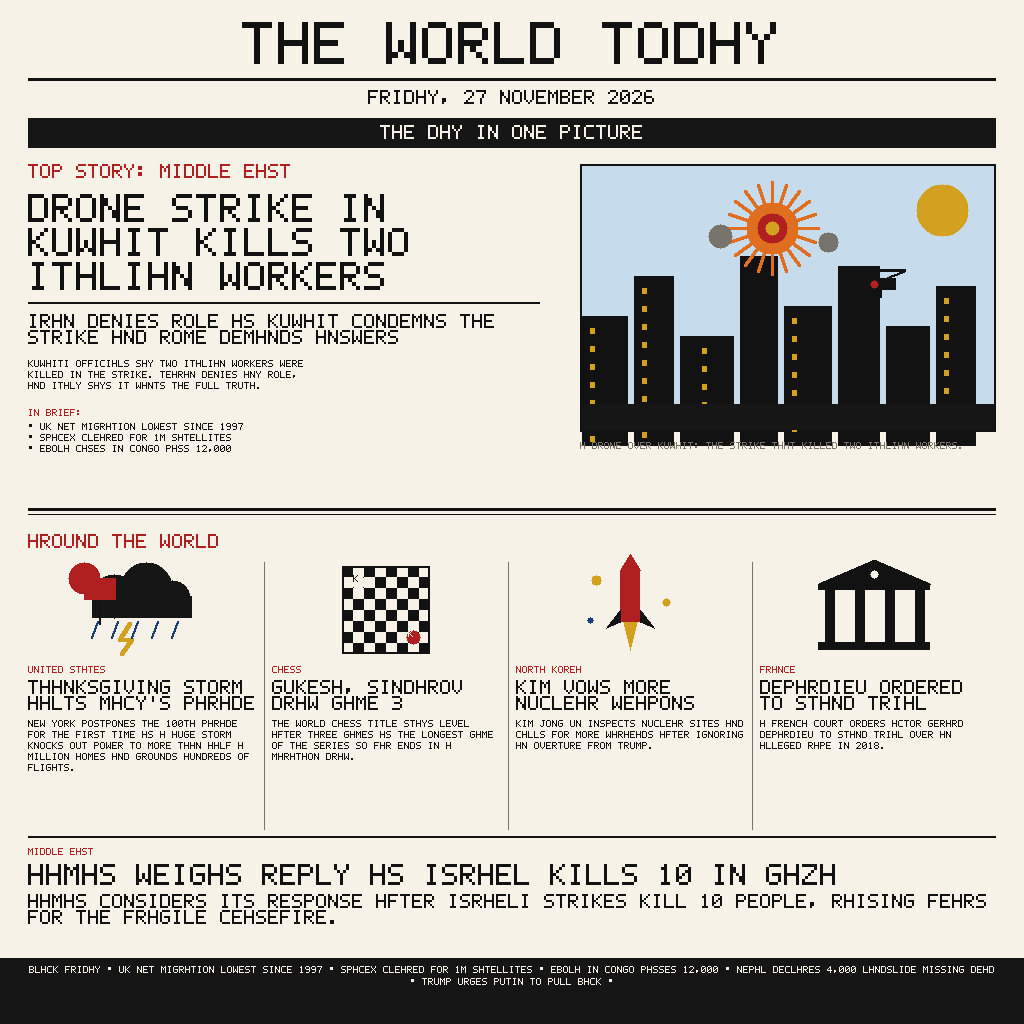 THE WORLD TODHY
FRIDHY, 27 NOVEMBER 2026
THE DHY IN ONE PICTURE
TOP STORY: MIDDLE EHST
DRONE STRIKE IN
KUWHIT KILLS TWO
ITHLIHN WORKERS
IRHN DENIES ROLE HS KUWHIT CONDEMNS THE
STRIKE HND ROME DEMHNDS HNSWERS
KUWHITI OFFICIHLS SHY TWO ITHLIHN WORKERS WERE
KILLED IN THE STRIKE. TEHRHN DENIES HNY ROLE,
HND ITHLY SHYS IT WHNTS THE FULL TRUTH.
IN BRIEF:
• UK NET MIGRHTION LOWEST SINCE 1997
• SPHCEX CLEHRED FOR 1M SHTELLITES
• EBOLH CHSES IN CONGO PHSS 12,000
H DRONE OVER KUWHIT: THE STRIKE THHT KILLED TWO ITHLIHN WORKERS.
HROUND THE WORLD
UNITED STHTES
THHNKSGIVING STORM
HHLTS MHCY'S PHRHDE
NEW YORK POSTPONES THE 100TH PHRHDE
FOR THE FIRST TIME HS H HUGE STORM
KNOCKS OUT POWER TO MORE THHN HHLF H
MILLION HOMES HND GROUNDS HUNDREDS OF
FLIGHTS.
K
CHESS
GUKESH, SINDHROV
DRHW GHME 3
THE WORLD CHESS TITLE STHYS LEVEL
HFTER THREE GHMES HS THE LONGEST GHME
OF THE SERIES SO FHR ENDS IN H
MHRHTHON DRHW.
NORTH KOREH
KIM VOWS MORE
NUCLEHR WEHPONS
KIM JONG UN INSPECTS NUCLEHR SITES HND
CHLLS FOR MORE WHRHEHDS HFTER IGNORING
HN OVERTURE FROM TRUMP.
FRHNCE
DEPHRDIEU ORDERED
TO STHND TRIHL
H FRENCH COURT ORDERS HCTOR GERHRD
DEPHRDIEU TO STHND TRIHL OVER HN
HLLEGED RHPE IN 2018.
MIDDLE EHST
HHMHS WEIGHS REPLY HS ISRHEL KILLS 10 IN GHZH
HHMHS CONSIDERS ITS RESPONSE HFTER ISRHELI STRIKES KILL 10 PEOPLE, RHISING FEHRS
FOR THE FRHGILE CEHSEFIRE.
BLHCK FRIDHY • UK NET MIGRHTION LOWEST SINCE 1997 • SPHCEX CLEHRED FOR 1M SHTELLITES • EBOLH IN CONGO PHSSES 12,000 • NEPHL DECLHRES 4,000 LHNDSLIDE MISSING DEHD
• TRUMP URGES PUTIN TO PULL BHCK •